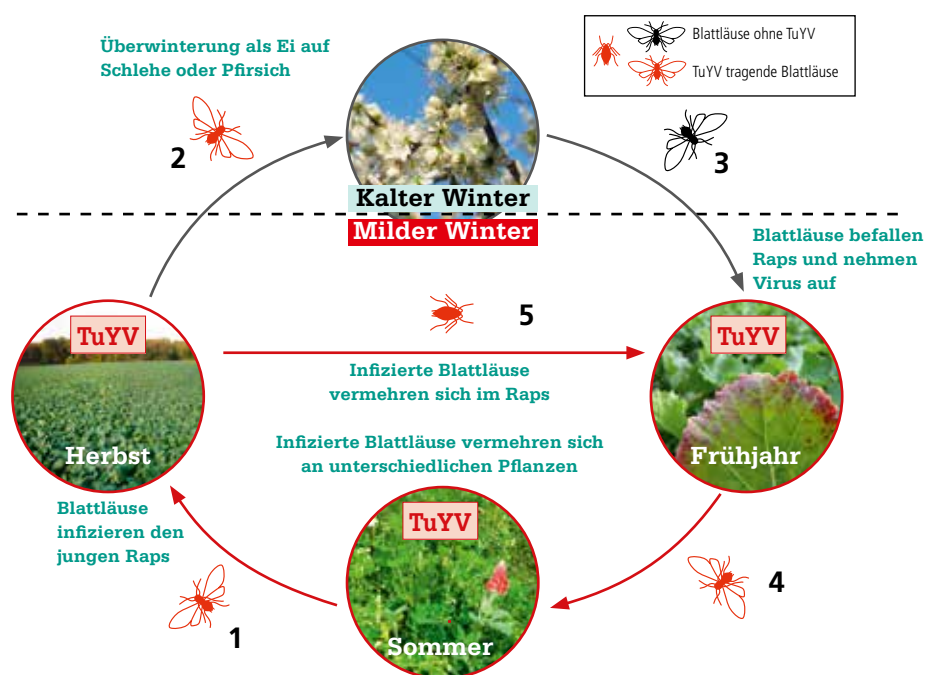 Überwinterung als Ei auf
Schlehe oder Pfirsich
Blattläuse ohne TuYV
TuYV tragende Blattläuse
2
3
Kalter Winter
Milder Winter
Blattläuse befallen
Raps und nehmen
Virus auf
5
TuYV
Herbst
TuYV
Frühjahr
Infizierte Blattläuse
vermehren sich im Raps
Infizierte Blattläuse vermehren sich
an unterschiedlichen Pflanzen
Blattläuse
infizieren den
jungen Raps
TuYV
Sommer
4
1